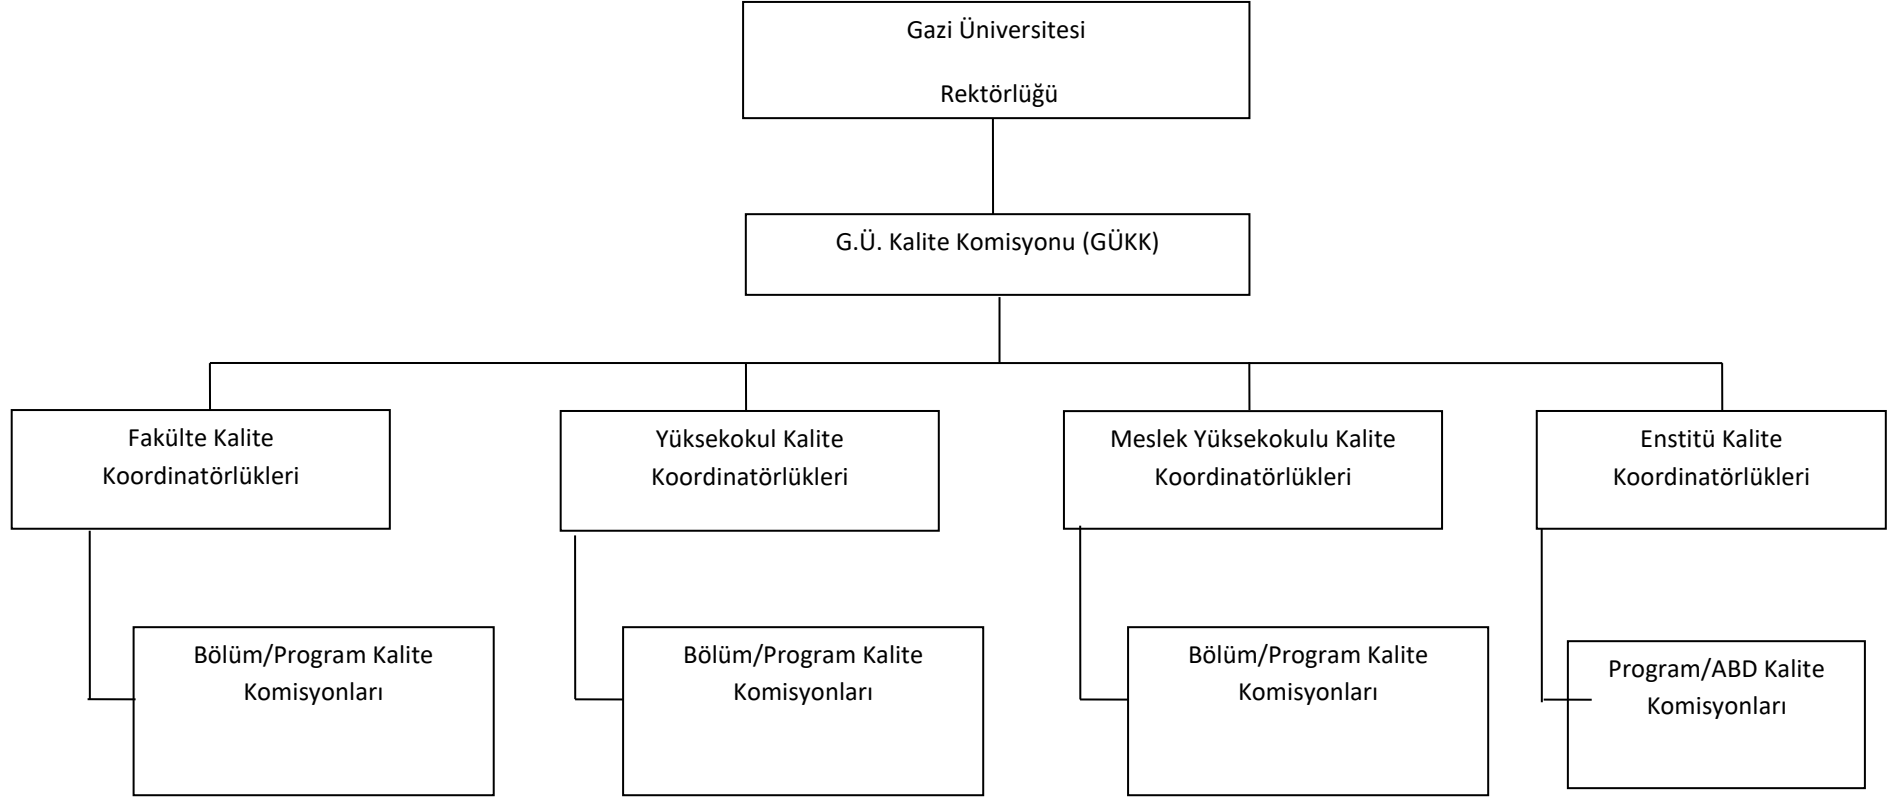 Gazi Üniversitesi
Rektörlüğü
G.Ü. Kalite Komisyonu (GÜKK)
Fakülte Kalite
Koordinatörlükleri
Yüksekokul Kalite
Koordinatörlükleri
Meslek Yüksekokulu Kalite
Koordinatörlükleri
Enstitü Kalite
Koordinatörlükleri
Bölüm/Program Kalite
Komisyonları
Bölüm/Program Kalite
Komisyonları
Bölüm/Program Kalite
Komisyonları
Program/ABD Kalite
Komisyonları